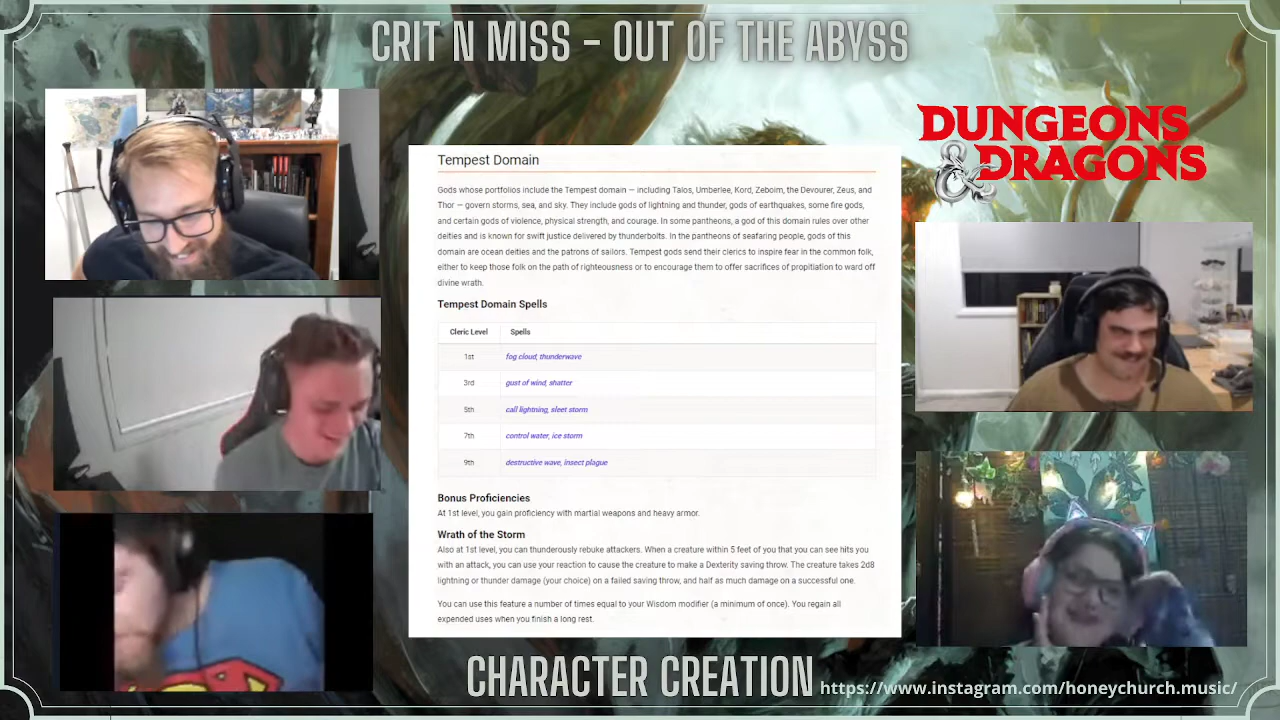 CRIT N MISS - OUT OF THE ABYSS
DUNGEONS
& DRAGONS
Tempest Domain
Gods whose portfolios include the Tempest domain — including Talos, Umberlee, Kord, Zeboim, the Devourer, Zeus, and
Thor — govern storms, sea, and sky. They include gods of lightning and thunder, gods of earthquakes, some fire gods,
and certain gods of violence, physical strength, and courage. In some pantheons, a god of this domain rules over other
deities and is known for swift justice delivered by thunderbolts. In the pantheons of seafaring people, gods of this
domain are ocean deities and the patrons of sailors. Tempest gods send their clerics to inspire fear in the common folk,
either to keep those folk on the path of righteousness or to encourage them to offer sacrifices of propitiation to ward off
divine wrath.
Tempest Domain Spells
Cleric Level Spells
1st fog cloud, thunderwave
3rd gust of wind, shatter
5th call lightning, sleet storm
7th control water, ice storm
9th destructive wave, insect plague
Bonus Proficiencies
At 1st level, you gain proficiency with martial weapons and heavy armor.
Wrath of the Storm
Also at 1st level, you can thunderously rebuke attackers. When a creature within 5 feet of you that you can see hits you
with an attack, you can use your reaction to cause the creature to make a Dexterity saving throw. The creature takes 2d8
lightning or thunder damage (your choice) on a failed saving throw, and half as much damage on a successful one.
You can use this feature a number of times equal to your Wisdom modifier (a minimum of once). You regain all
expended uses when you finish a long rest.
CHARACTER CREATION
https://www.instagram.com/honeychurch.music/